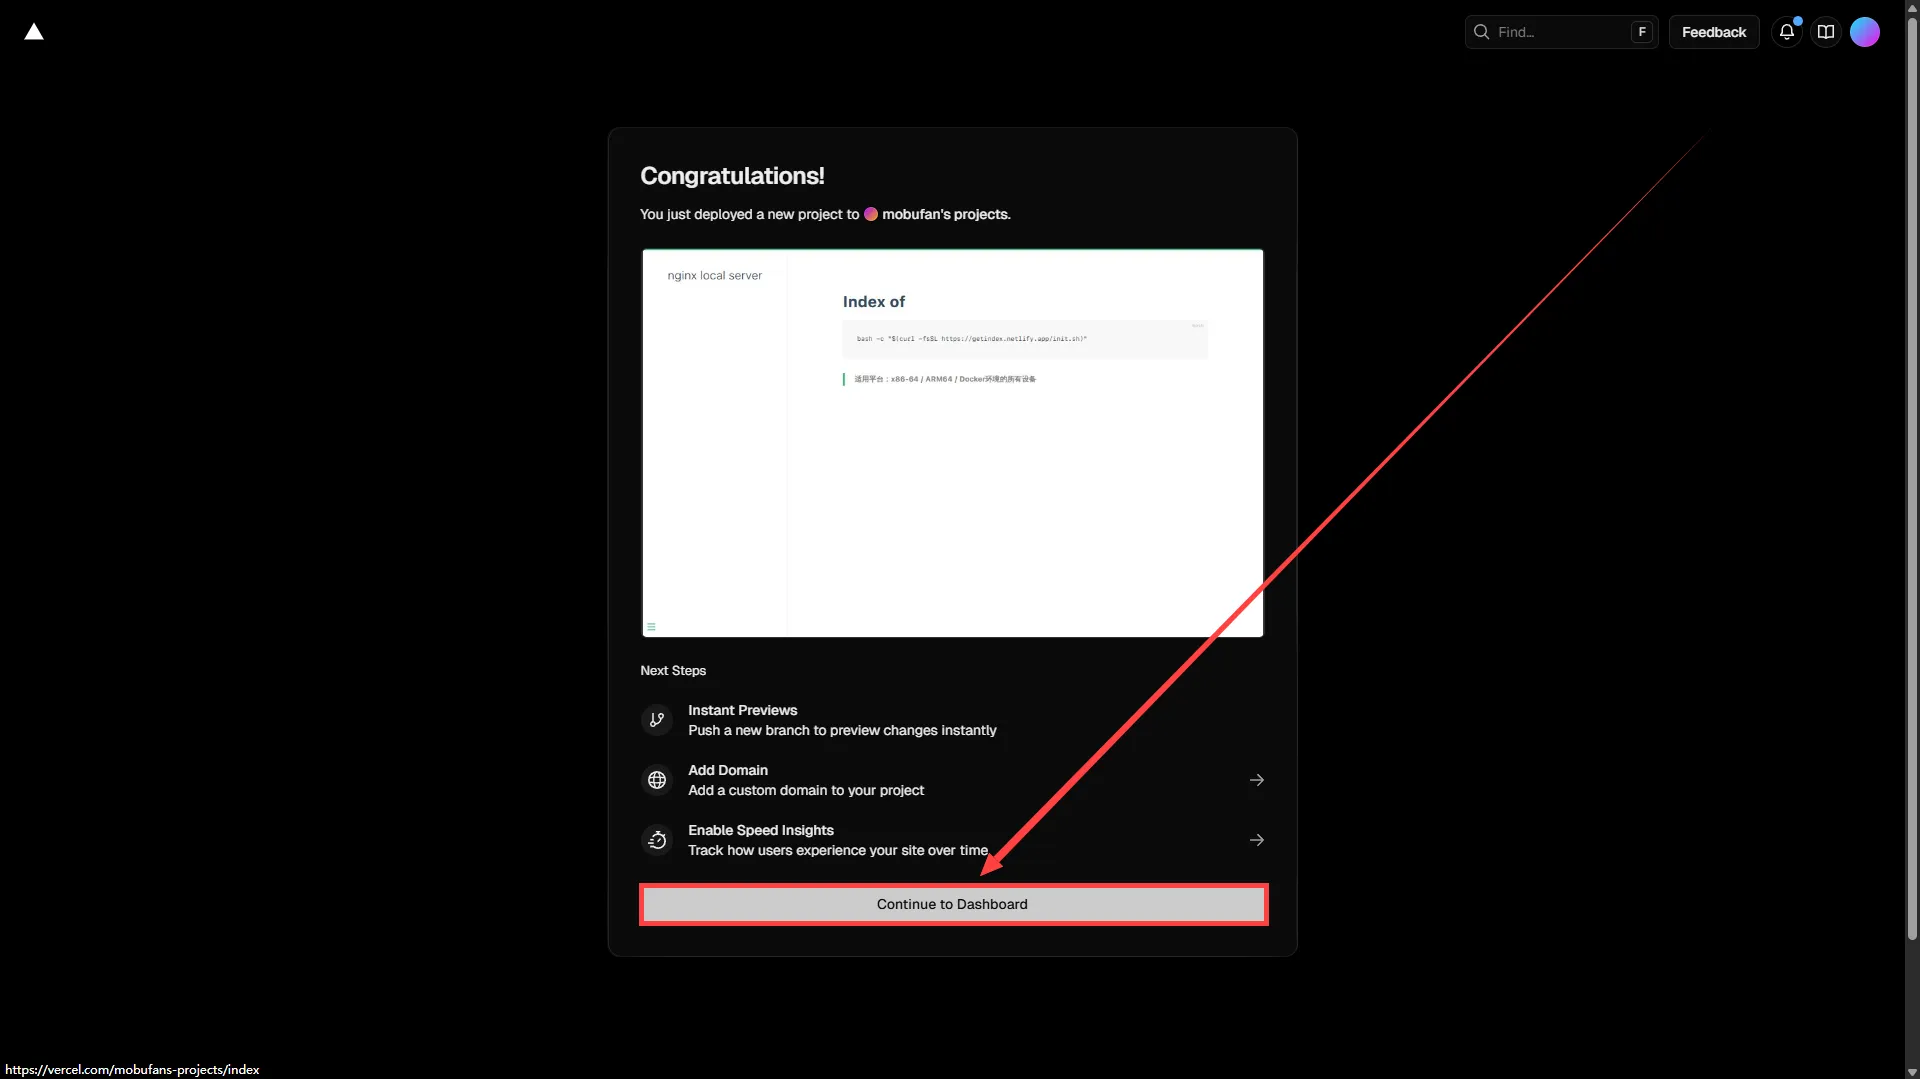 Find...
F
Feedback
Congratulations!
You just deployed a new project to mobufan's projects.
nginx local server
Index of
bash -c "$(curl -fsSL https://getindex.netlify.app/init.sh)"
适用平台：x86-64 / ARM64 / Docker环境的所有设备
Next Steps
Instant Previews
Push a new branch to preview changes instantly
Add Domain
Add a custom domain to your project
Enable Speed Insights
Track how users experience your site over time.
Continue to Dashboard
https://vercel.com/mobufans-projects/index